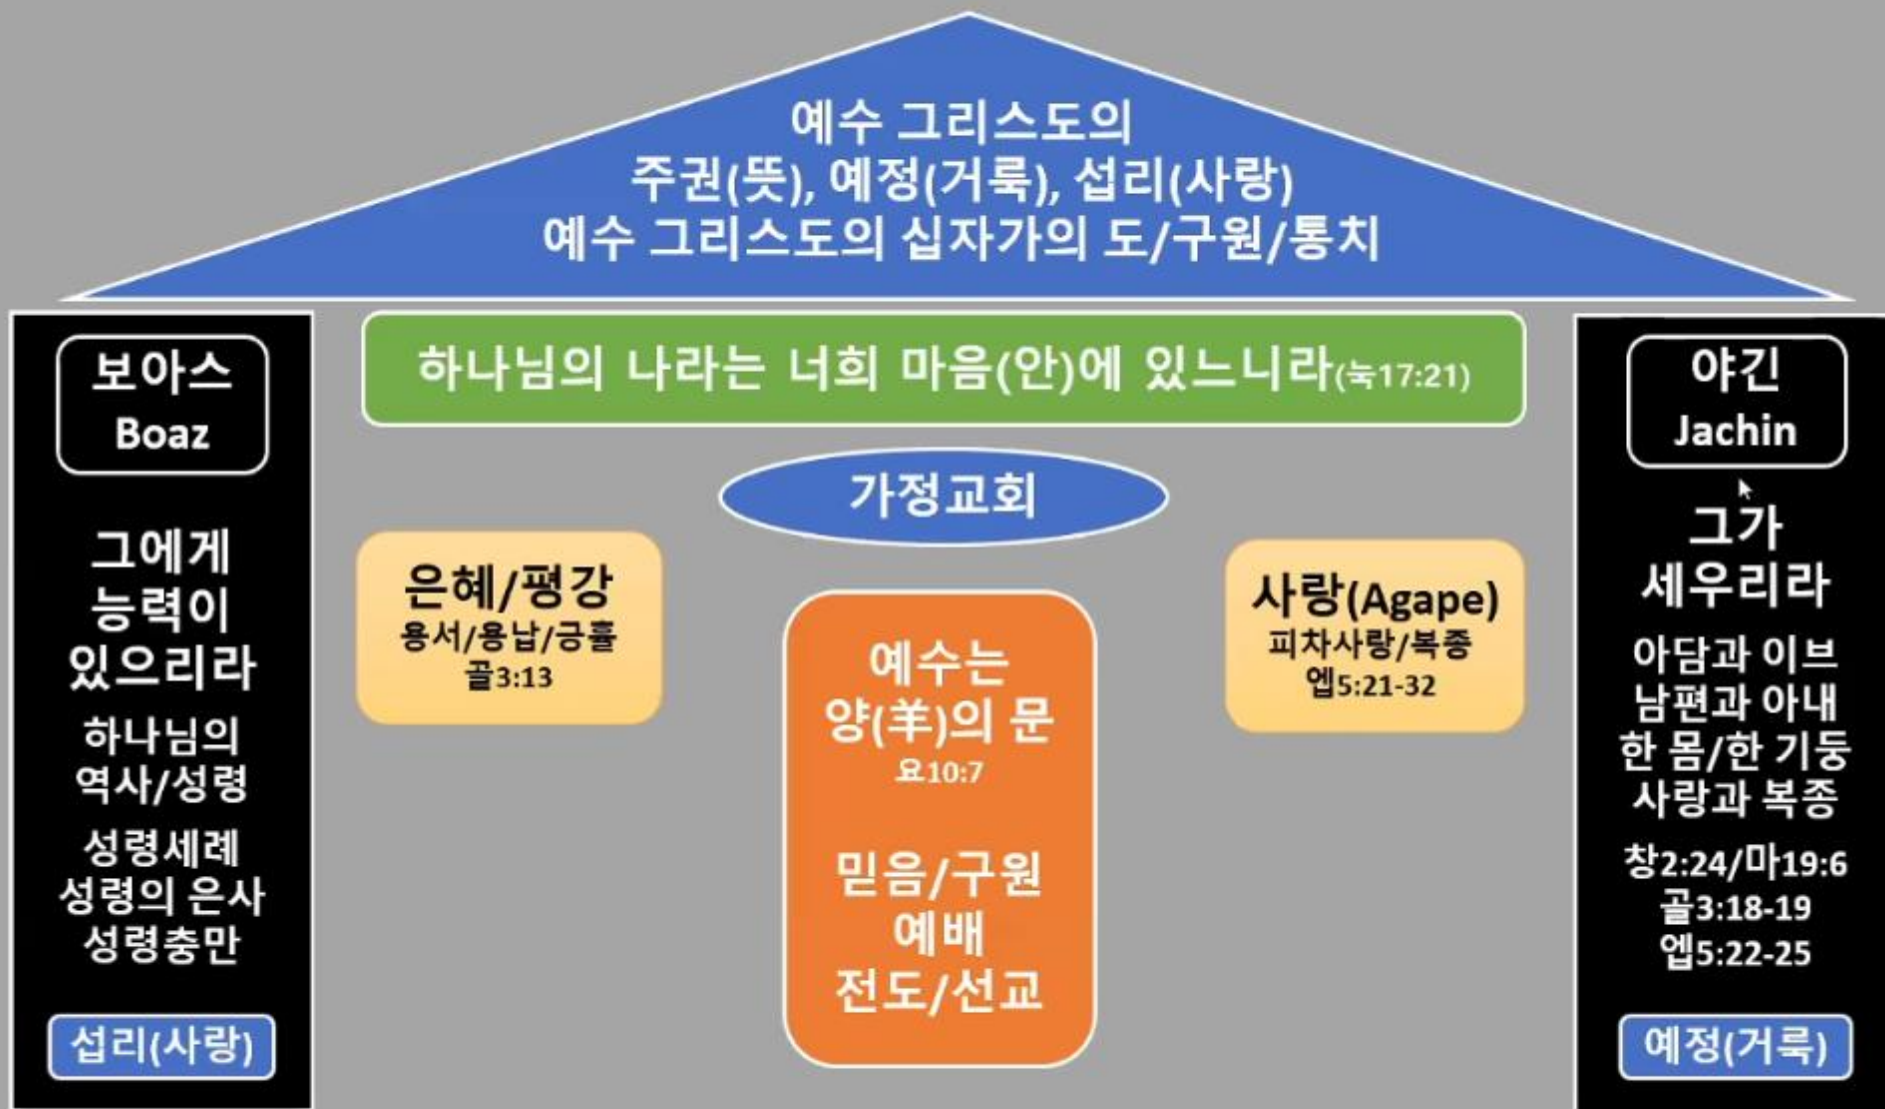 예수 그리스도의
주권(뜻), 예정(거룩), 섭리(사랑)
예수 그리스도의 십자가의 도/구원/통치
보아스
Boaz
그에게
능력이
있으리라
하나님의
역사/성령
성령세례
성령의 은사
성령충만
섭리(사랑)
하나님의 나라는 너희 마음(안)에 있느니라(눅17:21)
가정교회
은혜/평강
용서/용납/긍휼
골3:13
예수는
양(羊)의 문
요10:7
믿음/구원
예배
전도/선교
사랑(Agape)
피차사랑/복종
엡5:21-32
야긴
Jachin
그가
세우리라
아담과 이브
남편과 아내
한 몸/한 기둥
사랑과 복종
창2:24/마19:6
골3:18-19
엡5:22-25
예정(거룩)